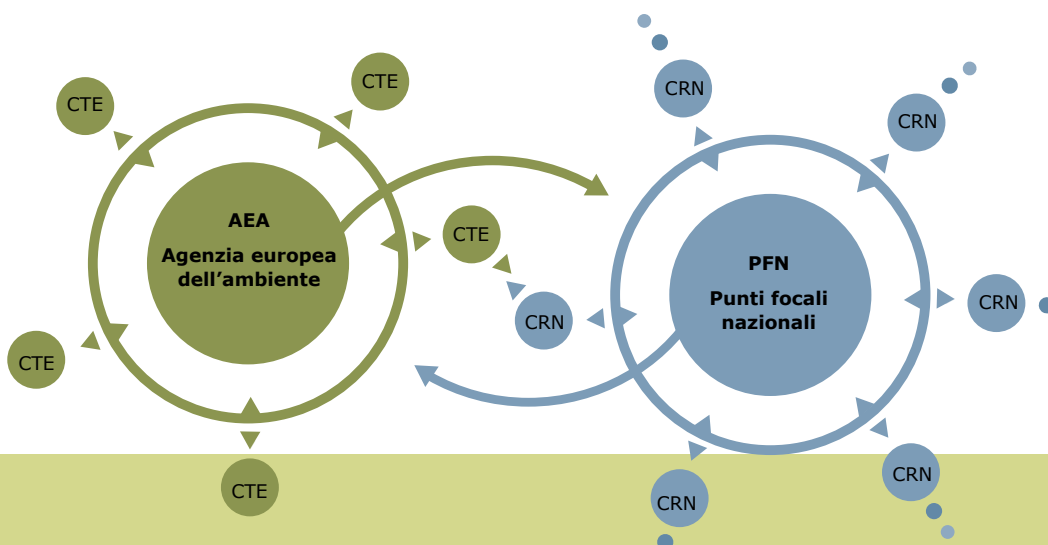 CTE
CTE
CTE
CTE
CTE
AEA
Agenzia europea
dell'ambiente
CRN
CRN
CRN
CRN
CRN
CRN
PFN
Punti focali
nazionali